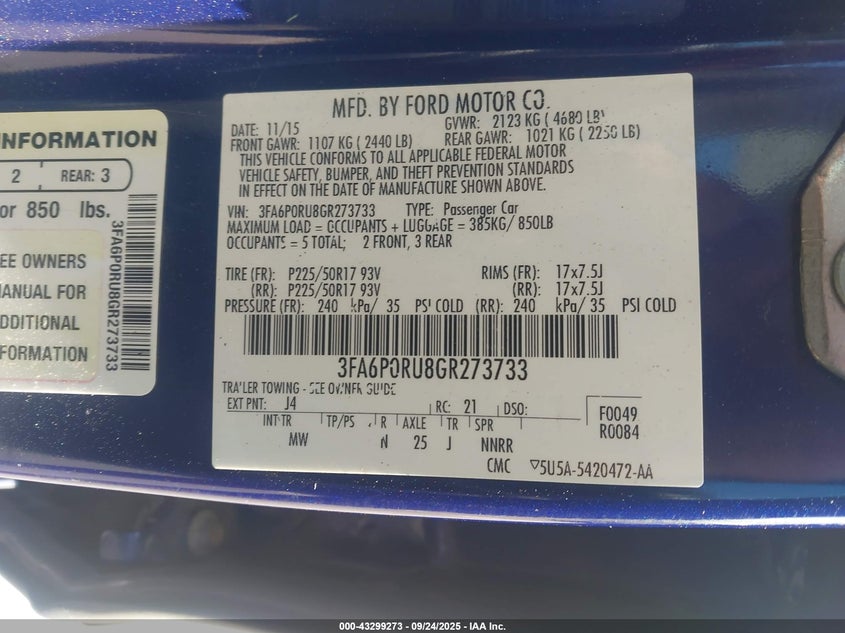 INFORMATION
2 REAR: 3
or 850 lbs.
EE OWNERS
MANUAL FOR
ADDITIONAL
FORMATION
3FA6P0RU8GR273733
MFD. BY FORD MOTOR CO.
DATE: 11/15 GVWR: 2123 KG ( 4680 LB)
FRONT GAWR: 1107 KG ( 2440 LB) REAR GAWR: 1021 KG ( 2250 LB)
THIS VEHICLE CONFORMS TO ALL APPLICABLE FEDERAL MOTOR
VEHICLE SAFETY, BUMPER, AND THEFT PREVENTION STANDARDS
IN EFFECT ON THE DATE OF MANUFACTURE SHOWN ABOVE.
VIN: 3FA6P0RU8GR273733 TYPE: Passenger Car
MAXIMUM LOAD = OCCUPANTS + LUGGAGE = 385KG/ 850LB
OCCUPANTS = 5 TOTAL; 2 FRONT, 3 REAR
TIRE (FR): P225/50R17 93V RIMS (FR): 17x7.5J
(RR): P225/50R17 93V (RR): 17x7.5J
PRESSURE (FR): 240 kPa/ 35 PSI COLD (RR): 240 kPa/ 35 PSI COLD
3FA6P0RU8GR273733
TRAILER TOWING - SEE OWNER GUIDE
EXT PNT: J4 RC: 21 DSO: F0049
INT TR TP/PS R AXLE TR SPR R0084
MW N 25 J NNRR
CMC ▽5U5A-5420472-AA
000-43299273 - 09/24/2025 - IAA Inc.